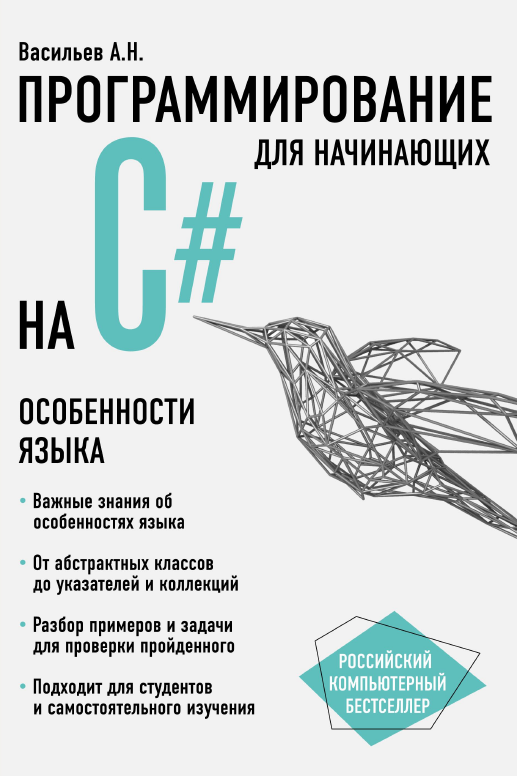 Васильев А.Н.
ПРОГРАММИРОВАНИЕ
ДЛЯ НАЧИНАЮЩИХ
НА C#
ОСОБЕННОСТИ
ЯЗЫКА
• Важные знания об
особенностях языка
• От абстрактных классов
до указателей и коллекций
• Разбор примеров и задачи
для проверки пройденного
• Подходит для студентов
и самостоятельного изучения
РОССИЙСКИЙ
КОМПЬЮТЕРНЫЙ
БЕСТСЕЛЛЕР